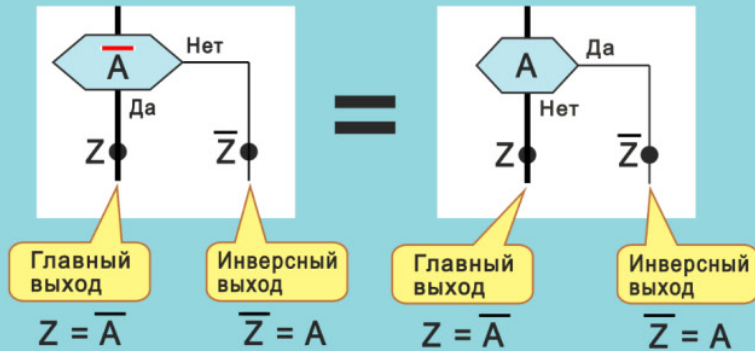 A̅
Нет
Да
Z
Z̅
=
A
Да
Нет
Z
Z̅
Главный
выход
Инверсный
выход
Главный
выход
Инверсный
выход
Z = A̅
Z̅ = A
Z = A̅
Z̅ = A